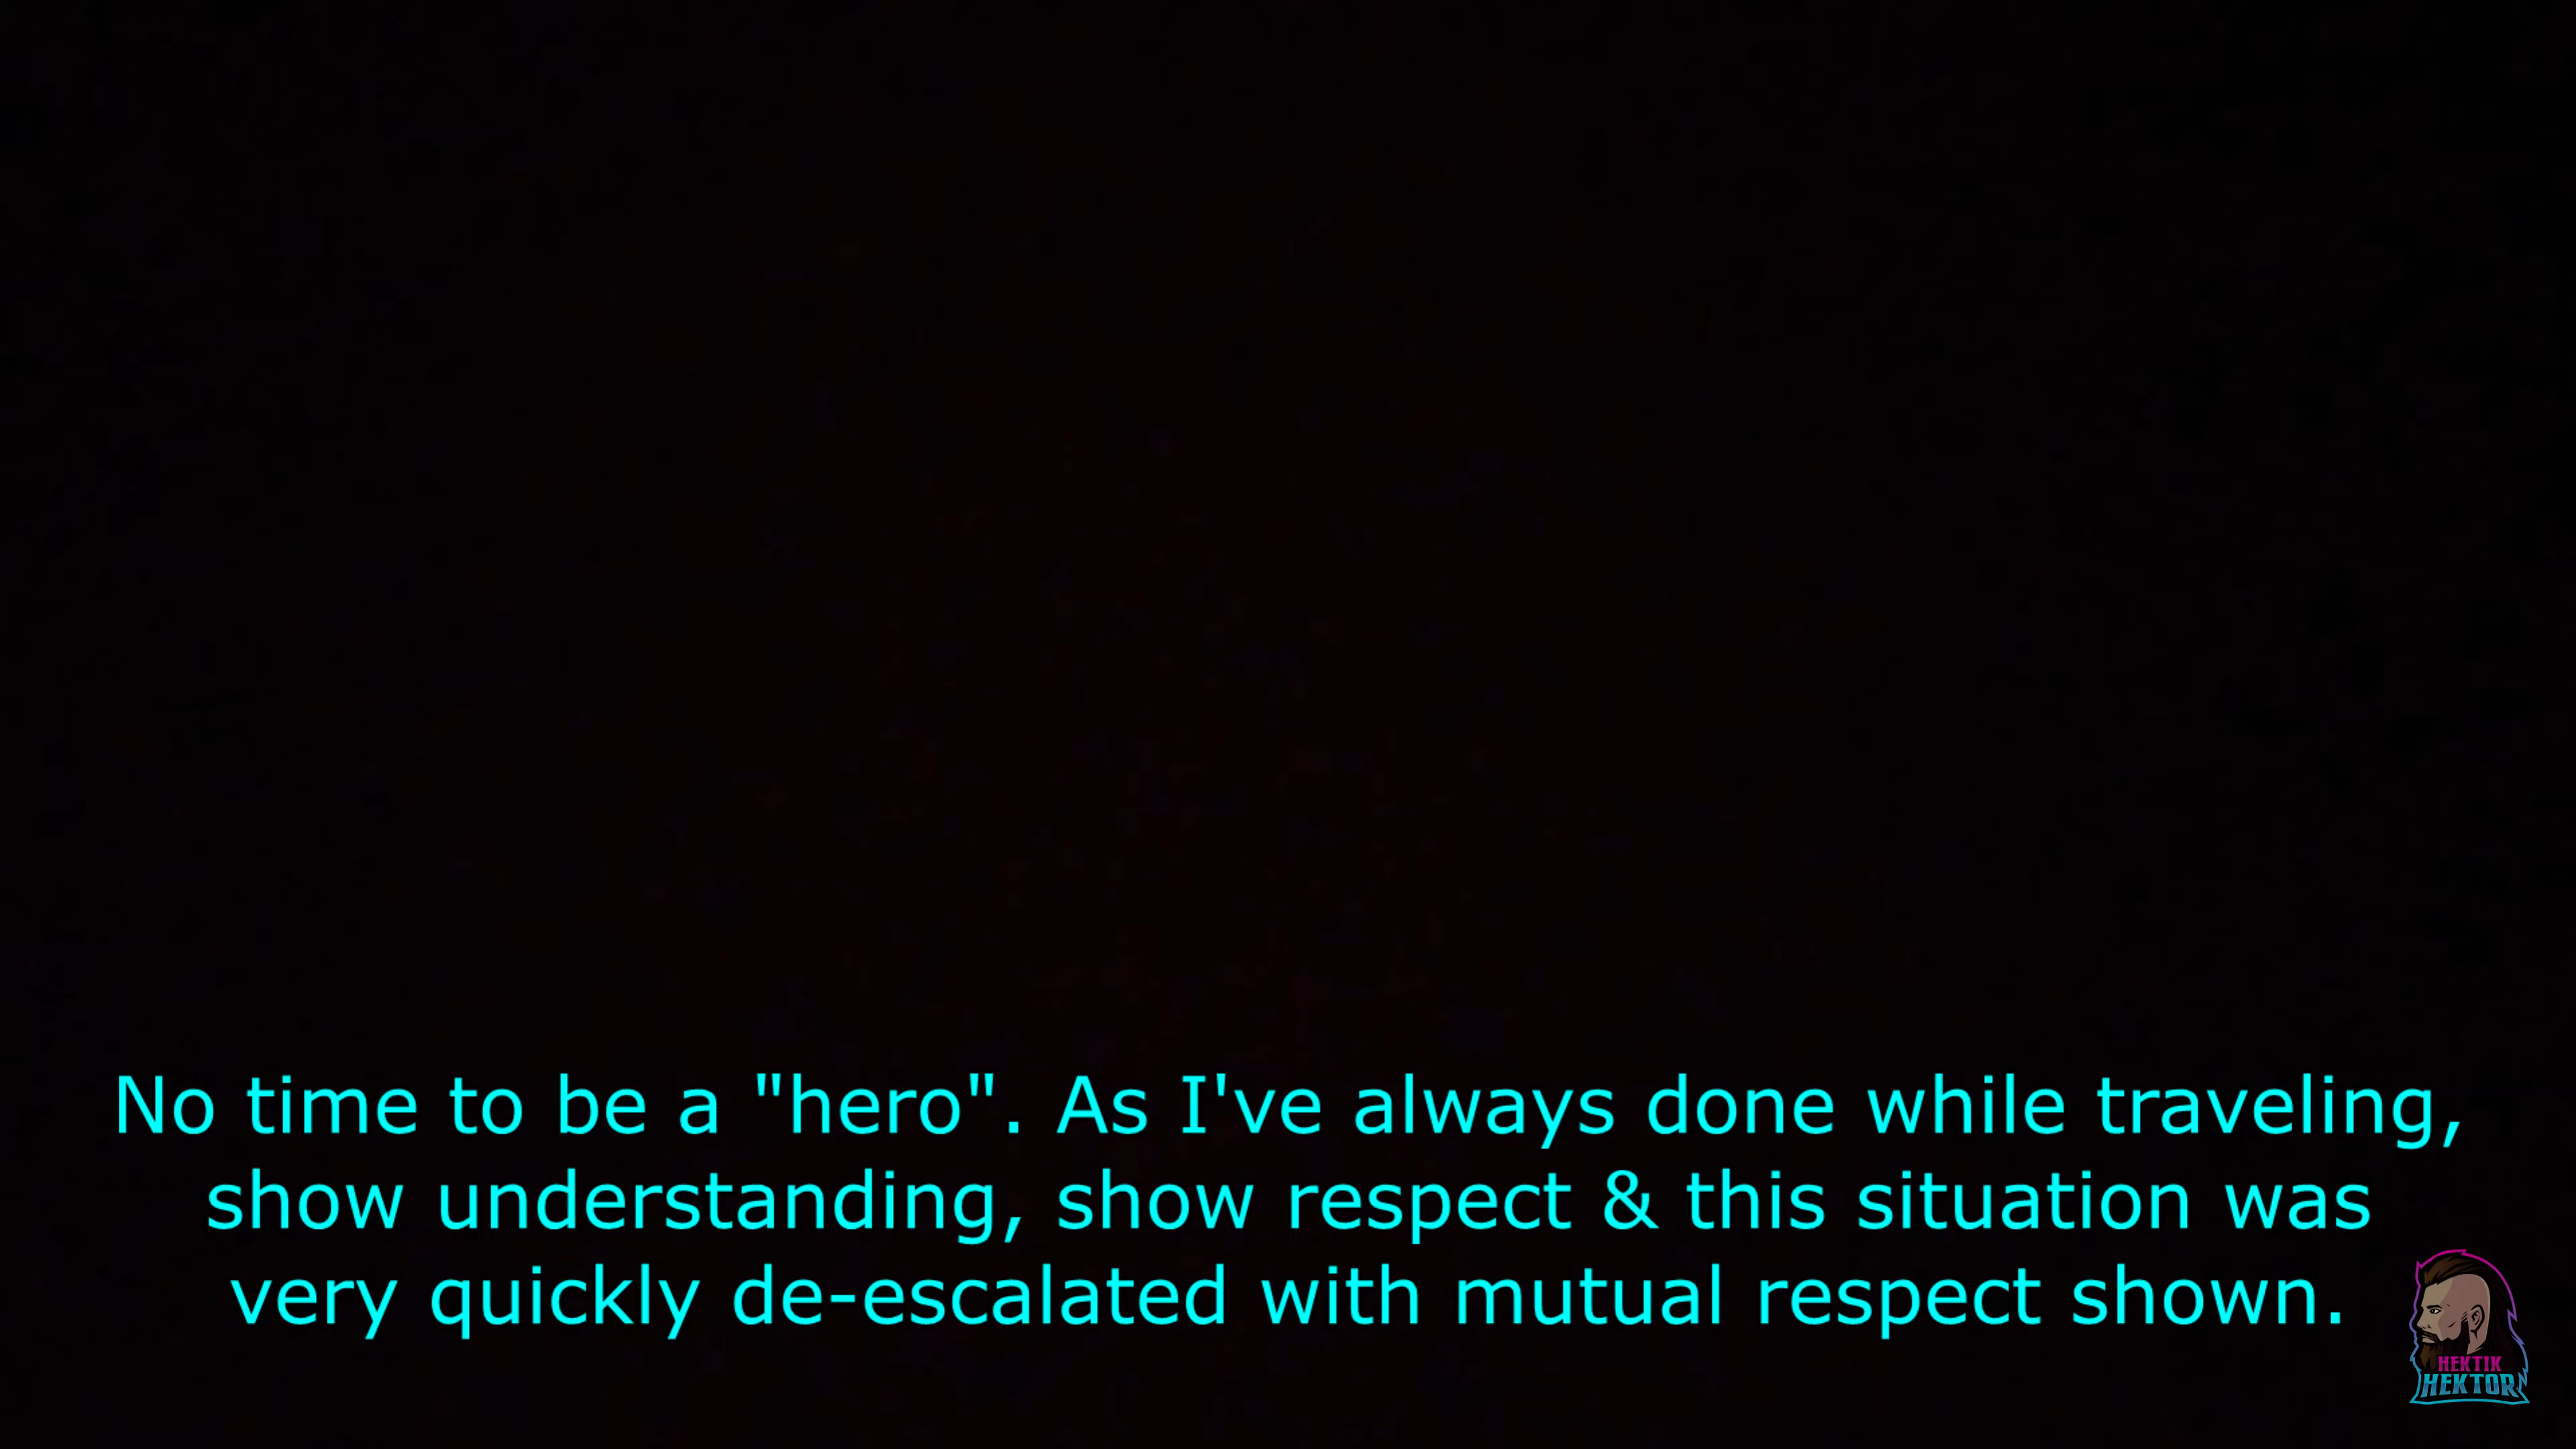 No time to be a "hero". As I've always done while traveling,
show understanding, show respect & this situation was
very quickly de-escalated with mutual respect shown.
HEKTIK
HEKTOR